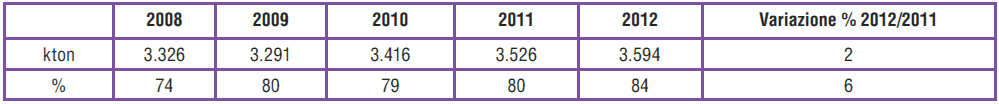 2008 2009 2010 2011 2012 Variazione % 2012/2011
kton 3.326 3.291 3.416 3.526 3.594 2
% 74 80 79 80 84 6